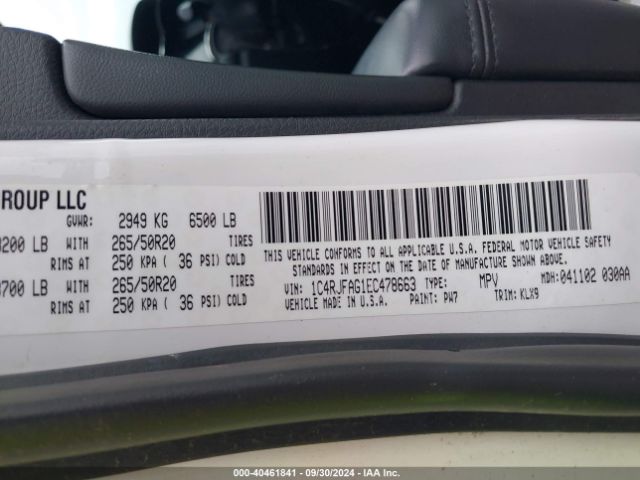 GROUP LLC
GVWR: 2949 KG 6500 LB
200 LB WITH 265/50R20 TIRES
RIMS AT 250 KPA ( 36 PSI) COLD
700 LB WITH 265/50R20 TIRES
RIMS AT 250 KPA ( 36 PSI) COLD
THIS VEHICLE CONFORMS TO ALL APPLICABLE U.S.A. FEDERAL MOTOR VEHICLE SAFETY
STANDARDS IN EFFECT ON THE DATE OF MANUFACTURE SHOWN ABOVE.
VIN: 1C4RJFAG1EC478663 TYPE: MPV MDH: 041102 030AA
VEHICLE MADE IN U.S.A. PAINT: PW7 TRIM: KLX9
000-40461841 - 09/30/2024 - IAA Inc.